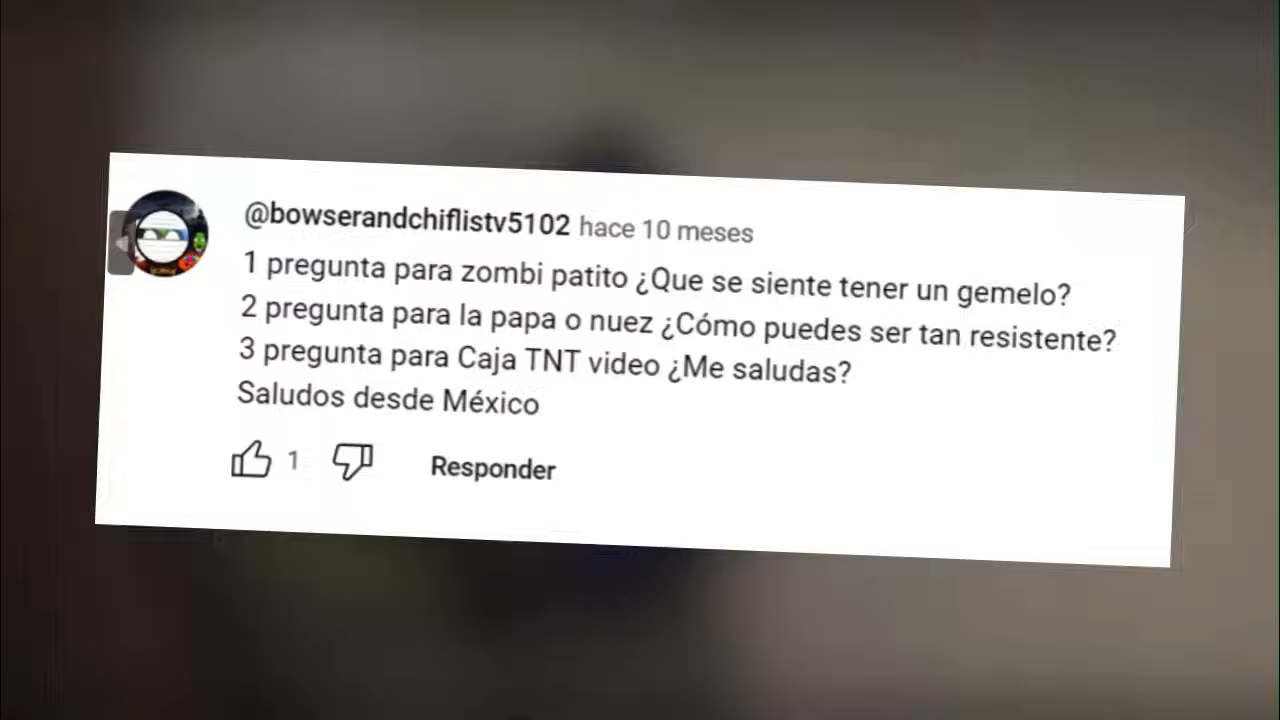 @bowserandchiflistv5102 hace 10 meses
1 pregunta para zombi patito ¿Que se siente tener un gemelo?
2 pregunta para la papa o nuez ¿Cómo puedes ser tan resistente?
3 pregunta para Caja TNT video ¿Me saludas?
Saludos desde México
1
Responder